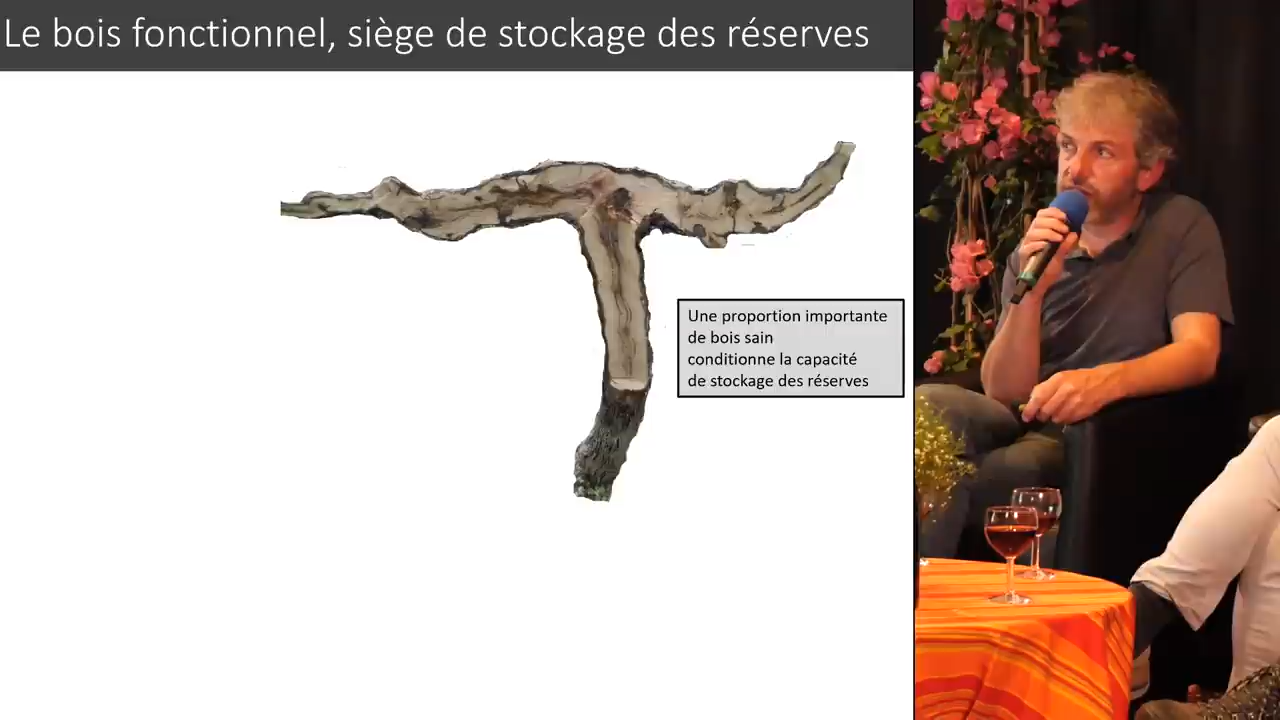 Le bois fonctionnel, siège de stockage des réserves
Une proportion importante
de bois sain
conditionne la capacité
de stockage des réserves